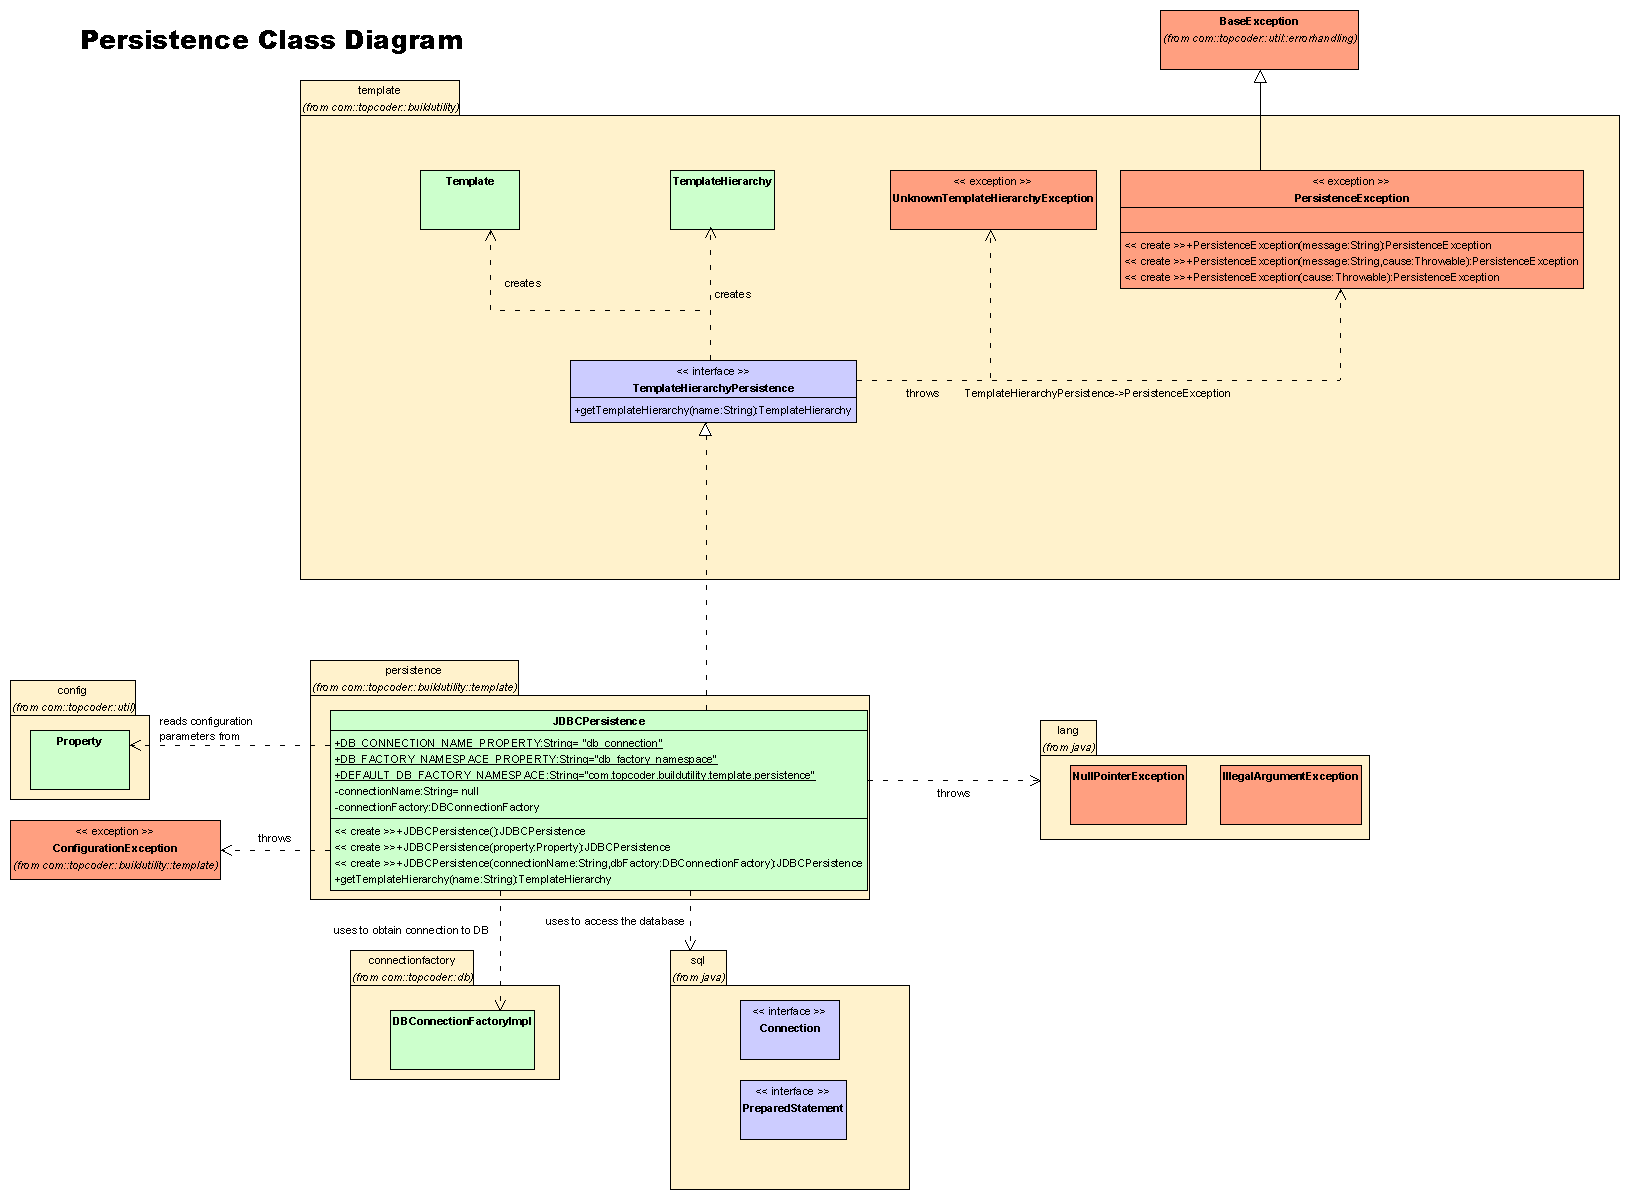 Persistence Class Diagram
BaseException
(from com::topcoder::util::errorhandling)
template
(from com::topcoder::buildutility)
Template
TemplateHierarchy
<< exception >>
UnknownTemplateHierarchyException
<< exception >>
PersistenceException
<< create >>+PersistenceException(message:String):PersistenceException
<< create >>+PersistenceException(message:String,cause:Throwable):PersistenceException
<< create >>+PersistenceException(cause:Throwable):PersistenceException
creates
creates
<< interface >>
TemplateHierarchyPersistence
+getTemplateHierarchy(name:String):TemplateHierarchy
throws
TemplateHierarchyPersistence->PersistenceException
persistence
(from com::topcoder::buildutility::template)
config
(from com::topcoder::util)
Property
reads configuration
parameters from
JDBCPersistence
+DB_CONNECTION_NAME_PROPERTY:String= "db_connection"
+DB_FACTORY_NAMESPACE_PROPERTY:String="db_factory_namespace"
+DEFAULT_DB_FACTORY_NAMESPACE:String="com.topcoder.buildutility.template.persistence"
-connectionName:String= null
-connectionFactory:DBConnectionFactory
<< create >>+JDBCPersistence():JDBCPersistence
<< create >>+JDBCPersistence(property:Property):JDBCPersistence
<< create >>+JDBCPersistence(connectionName:String,dbFactory:DBConnectionFactory):JDBCPersistence
+getTemplateHierarchy(name:String):TemplateHierarchy
lang
(from java)
NullPointerException
IllegalArgumentException
throws
<< exception >>
ConfigurationException
(from com::topcoder::buildutility::template)
throws
uses to obtain connection to DB
uses to access the database
connectionfactory
(from com::topcoder::db)
DBConnectionFactoryImpl
sql
(from java)
<< interface >>
Connection
<< interface >>
PreparedStatement